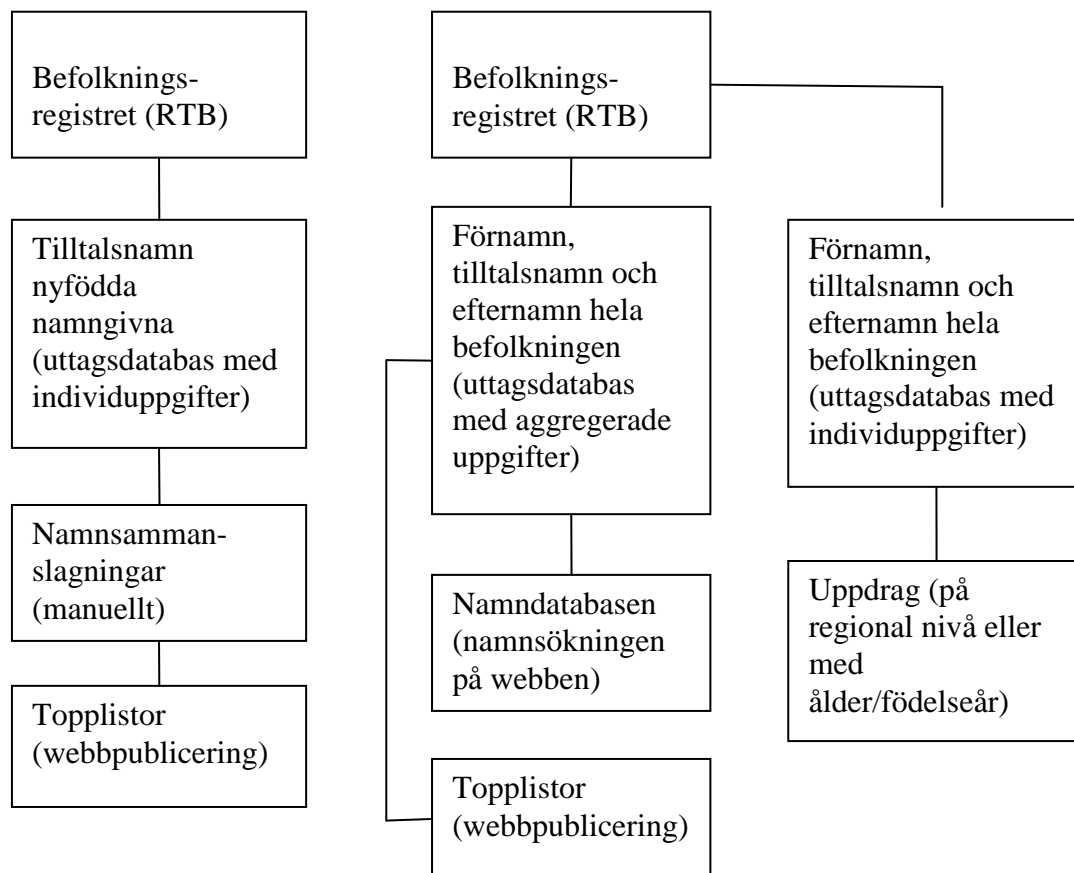 Befolknings-
registret (RTB)
Tilltalsnamn
nyfödda
namngivna
(uttagsdatabas med
individuppgifter)
Namnsamman-
slagningar
(manuellt)
Topplistor
(webbpublicering)
Befolknings-
registret (RTB)
Förnamn,
tilltalsnamn och
efternamn hela
befolkningen
(uttagsdatabas
med aggregerade
uppgifter)
Namndatabasen
(namnsökningen
på webben)
Topplistor
(webbpublicering)
Förnamn,
tilltalsnamn och
efternamn hela
befolkningen
(uttagsdatabas med
individuppgifter)
Uppdrag (på
regional nivå eller
med
ålder/födelseår)